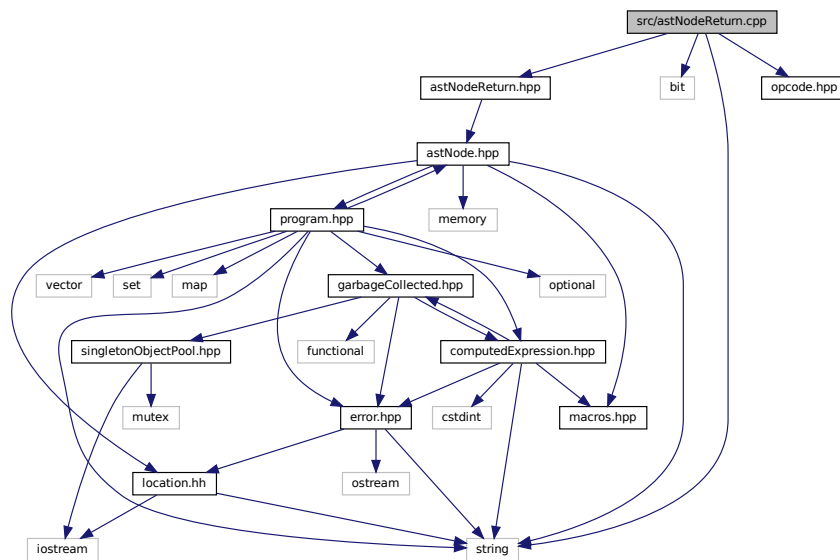 src/astNodeReturn.cpp
astNodeReturn.hpp
bit
opcode.hpp
astNode.hpp
program.hpp
memory
vector
set
map
garbageCollected.hpp
optional
singletonObjectPool.hpp
functional
computedExpression.hpp
mutex
error.hpp
cstdint
macros.hpp
location.hh
ostream
iostream
string